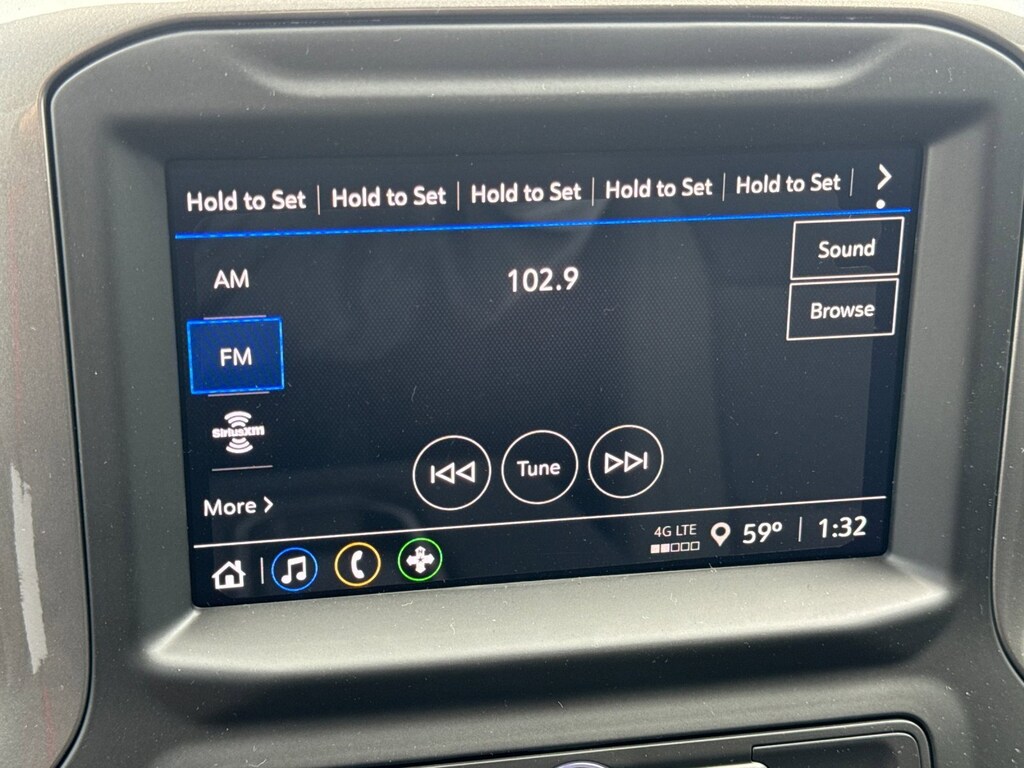 Hold to Set Hold to Set Hold to Set Hold to Set Hold to Set
Sound
AM
102.9
Browse
FM
SiriusXM
Tune
More
4G LTE
59°
1:32